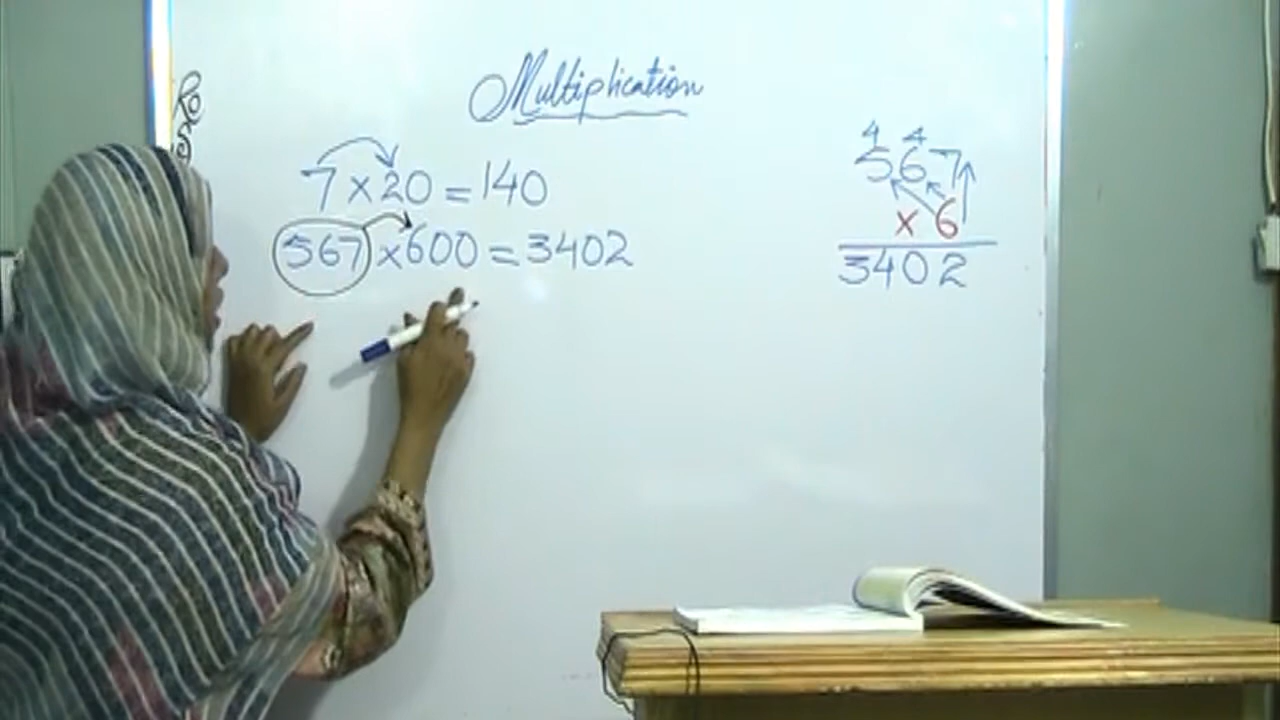 Multiplication
7 × 20 = 140
567 × 600 = 3402
4 4
567
× 6
3402